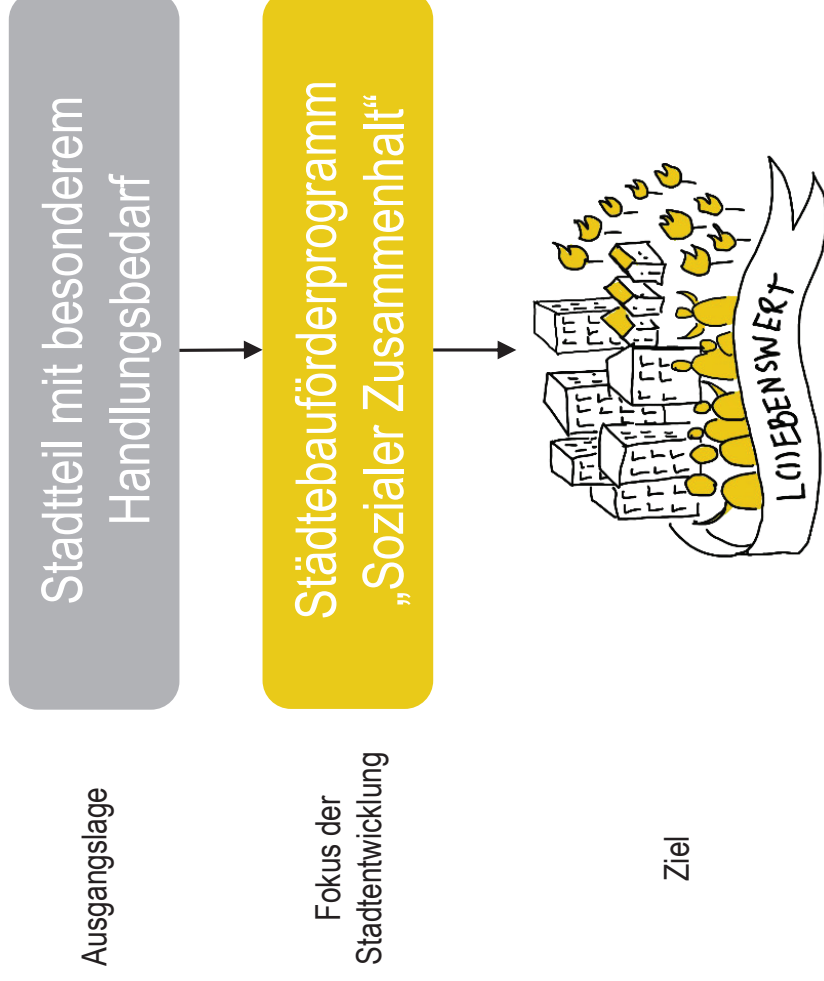 Ausgangslage
Stadtteil mit besonderem
Handlungsbedarf
Fokus der
Stadtentwicklung
Städtebauförderprogramm
„Sozialer Zusammenhalt“
Ziel
L(I)EBENSWERT